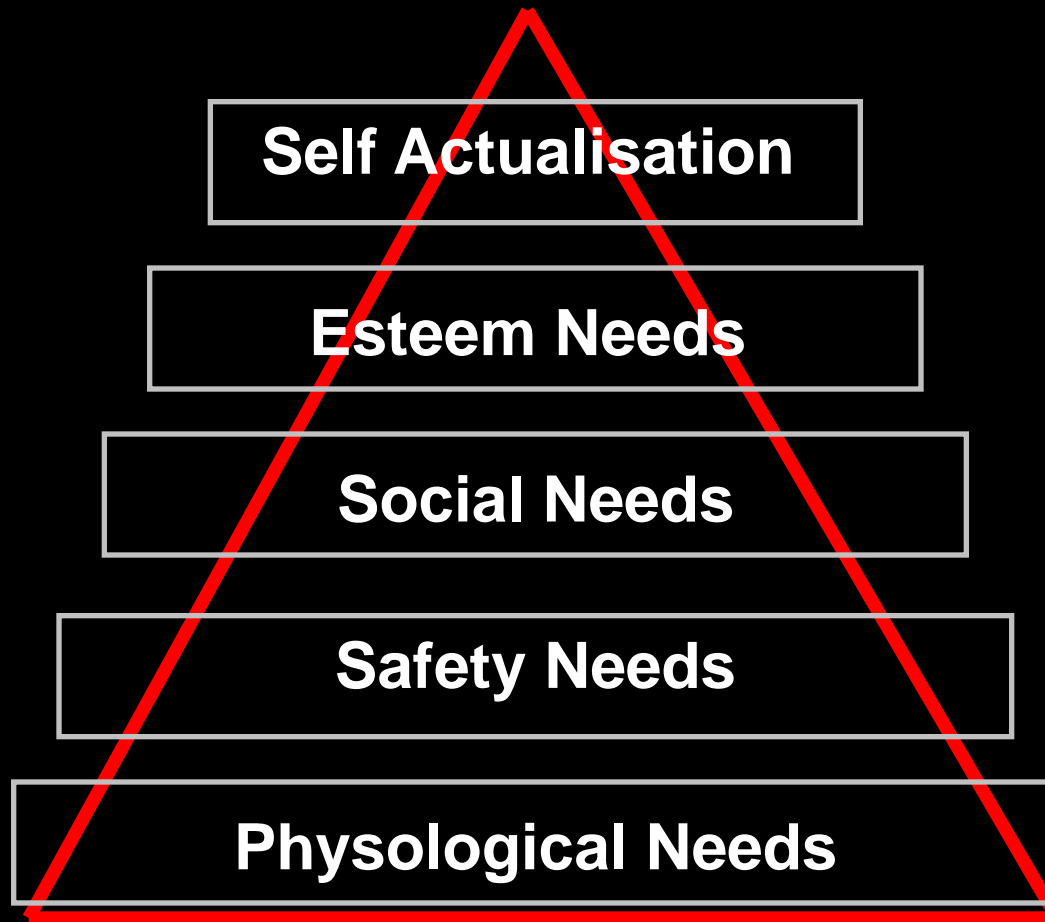 Self Actualisation
Esteem Needs
Social Needs
Safety Needs
Physological Needs